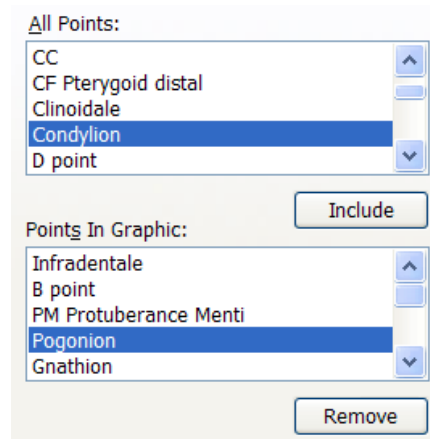 All Points:
CC
CF Pterygoid distal
Clinoidale
Condylion
D point
Include
Points In Graphic:
Infradentale
B point
PM Protuberance Menti
Pogonion
Gnathion
Remove